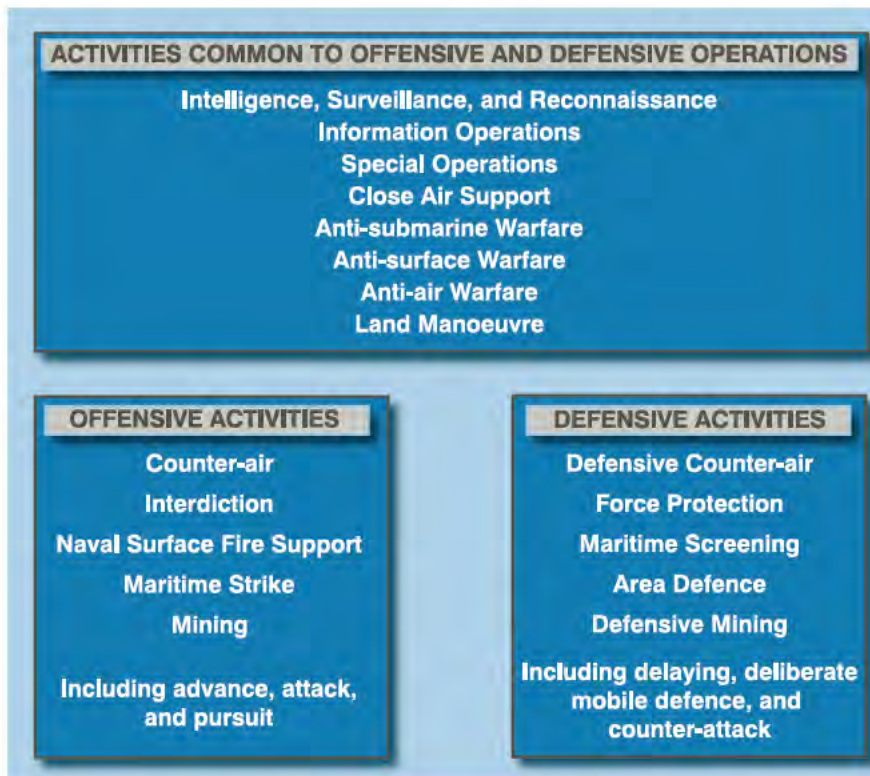 ACTIVITIES COMMON TO OFFENSIVE AND DEFENSIVE OPERATIONS
Intelligence, Surveillance, and Reconnaissance
Information Operations
Special Operations
Close Air Support
Anti-submarine Warfare
Anti-surface Warfare
Anti-air Warfare
Land Manoeuvre
OFFENSIVE ACTIVITIES
Counter-air
Interdiction
Naval Surface Fire Support
Maritime Strike
Mining
Including advance, attack,
and pursuit
DEFENSIVE ACTIVITIES
Defensive Counter-air
Force Protection
Maritime Screening
Area Defence
Defensive Mining
Including delaying, deliberate
mobile defence, and
counter-attack